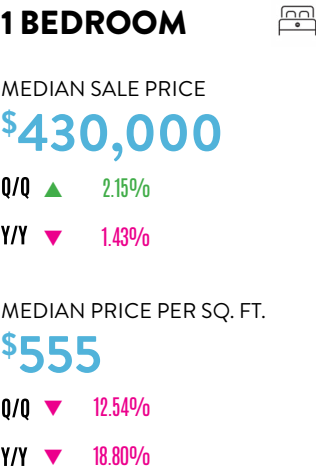 1 BEDROOM
MEDIAN SALE PRICE
$430,000
Q/Q ▲ 2.15%
Y/Y ▼ 1.43%
MEDIAN PRICE PER SQ. FT.
$555
Q/Q ▼ 12.54%
Y/Y ▼ 18.80%